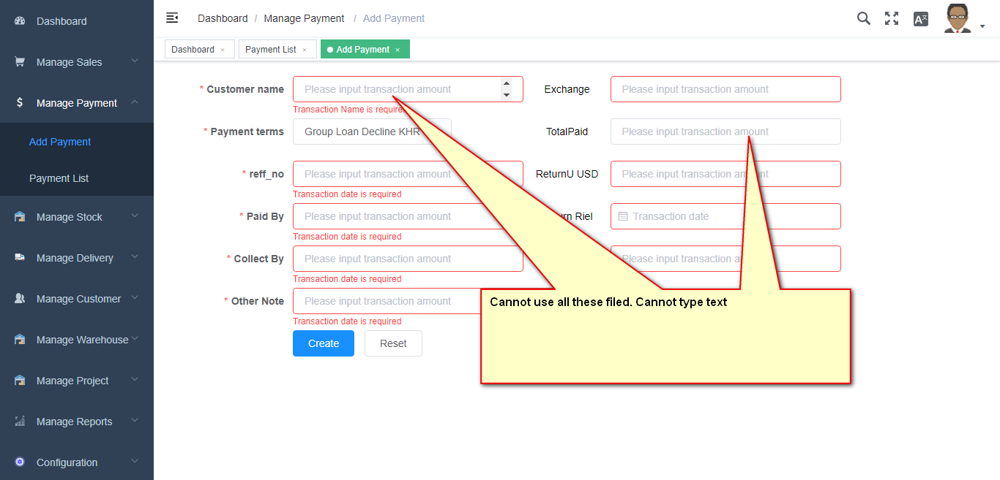 Dashboard
Manage Sales
Manage Payment
Add Payment
Payment List
Manage Stock
Manage Delivery
Manage Customer
Manage Warehouse
Manage Project
Manage Reports
Configuration
Dashboard / Manage Payment / Add Payment
Dashboard × Payment List × Add Payment ×
* Customer name Please input transaction amount Exchange Please input transaction amount
Transaction Name is require
* Payment terms Group Loan Decline KHR TotalPaid Please input transaction amount
* reff_no Please input transaction amount ReturnU USD Please input transaction
Transaction date is required
* Paid By Please input transaction amount Riel Transaction date
Transaction date is required
* Collect By Please input transaction amount Please input transaction
Transaction date is required
* Other Note Please input transaction amount
Cannot use all these filed. Cannot type text
Transaction date is required
Create Reset